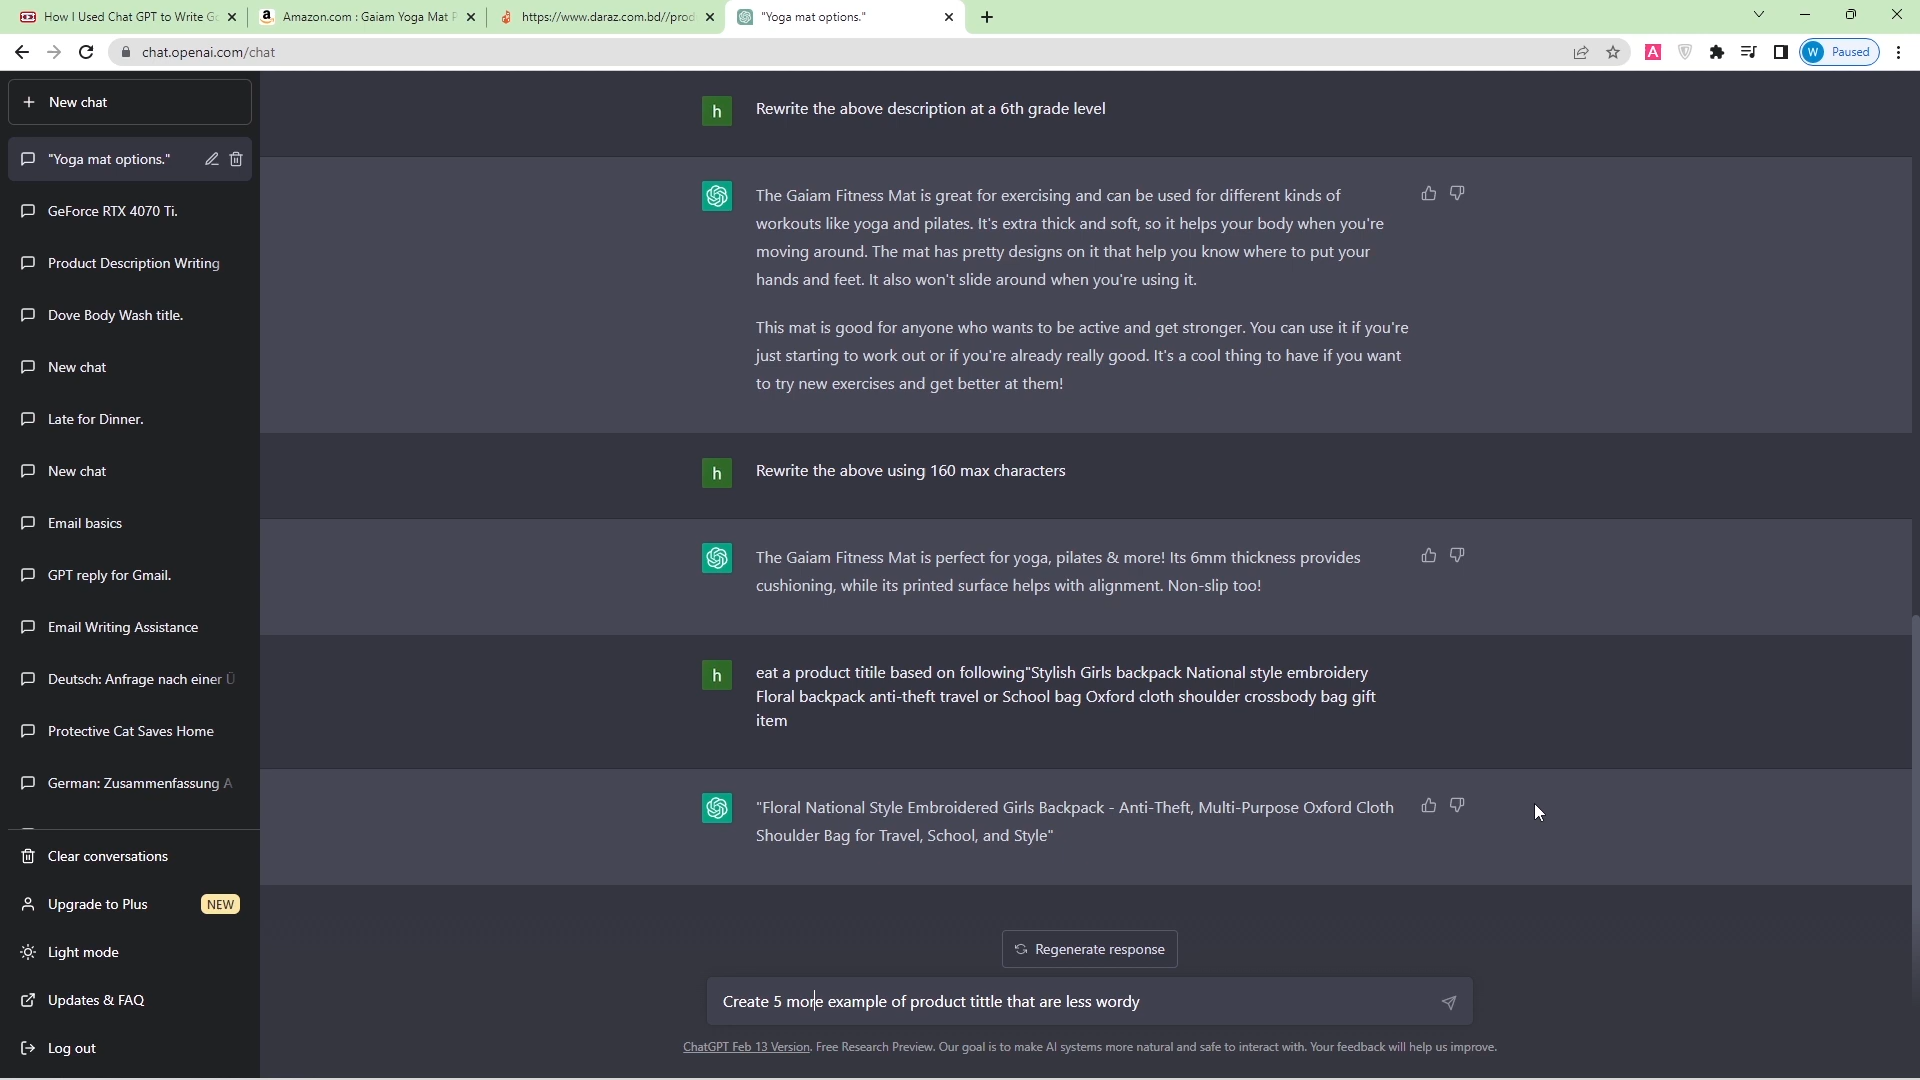 How I Used Chat GPT to Write Go
Amazon.com : Gaiam Yoga Mat P
https://www.daraz.com.bd//prod
"Yoga mat options."
chat.openai.com/chat
A
W
Paused
New chat
"Yoga mat options."
GeForce RTX 4070 Ti.
Product Description Writing
Dove Body Wash title.
New chat
Late for Dinner.
New chat
Email basics
GPT reply for Gmail.
Email Writing Assistance
Deutsch: Anfrage nach einer Ü
Protective Cat Saves Home
German: Zusammenfassung A
Clear conversations
Upgrade to Plus
NEW
Light mode
Updates & FAQ
Log out
h
Rewrite the above description at a 6th grade level
The Gaiam Fitness Mat is great for exercising and can be used for different kinds of
workouts like yoga and pilates. It's extra thick and soft, so it helps your body when you're
moving around. The mat has pretty designs on it that help you know where to put your
hands and feet. It also won't slide around when you're using it.
This mat is good for anyone who wants to be active and get stronger. You can use it if you're
just starting to work out or if you're already really good. It's a cool thing to have if you want
to try new exercises and get better at them!
h
Rewrite the above using 160 max characters
The Gaiam Fitness Mat is perfect for yoga, pilates & more! Its 6mm thickness provides
cushioning, while its printed surface helps with alignment. Non-slip too!
h
eat a product titile based on following"Stylish Girls backpack National style embroidery
Floral backpack anti-theft travel or School bag Oxford cloth shoulder crossbody bag gift
item
"Floral National Style Embroidered Girls Backpack - Anti-Theft, Multi-Purpose Oxford Cloth
Shoulder Bag for Travel, School, and Style"
Regenerate response
Create 5 more example of product tittle that are less wordy
ChatGPT Feb 13 Version. Free Research Preview. Our goal is to make AI systems more natural and safe to interact with. Your feedback will help us improve.